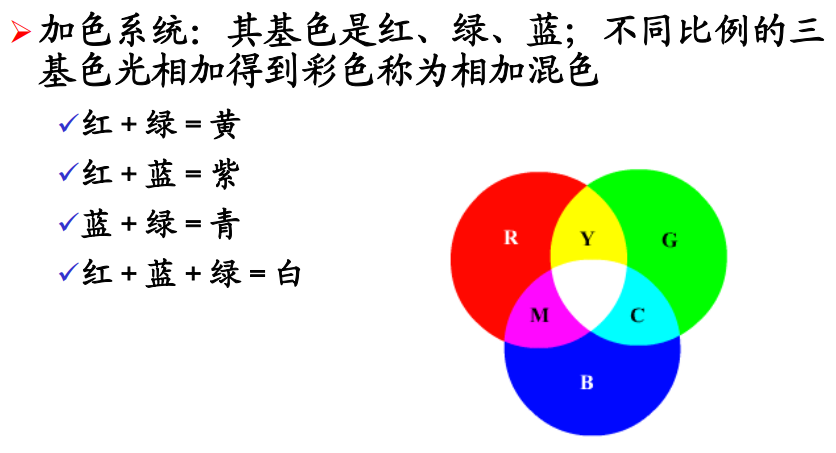 加色系统：其基色是红、绿、蓝；不同比例的三
基色光相加得到彩色称为相加混色
红+绿=黄
红+蓝=紫
蓝+绿=青
红+蓝+绿=白
R
Y
G
M
C
B